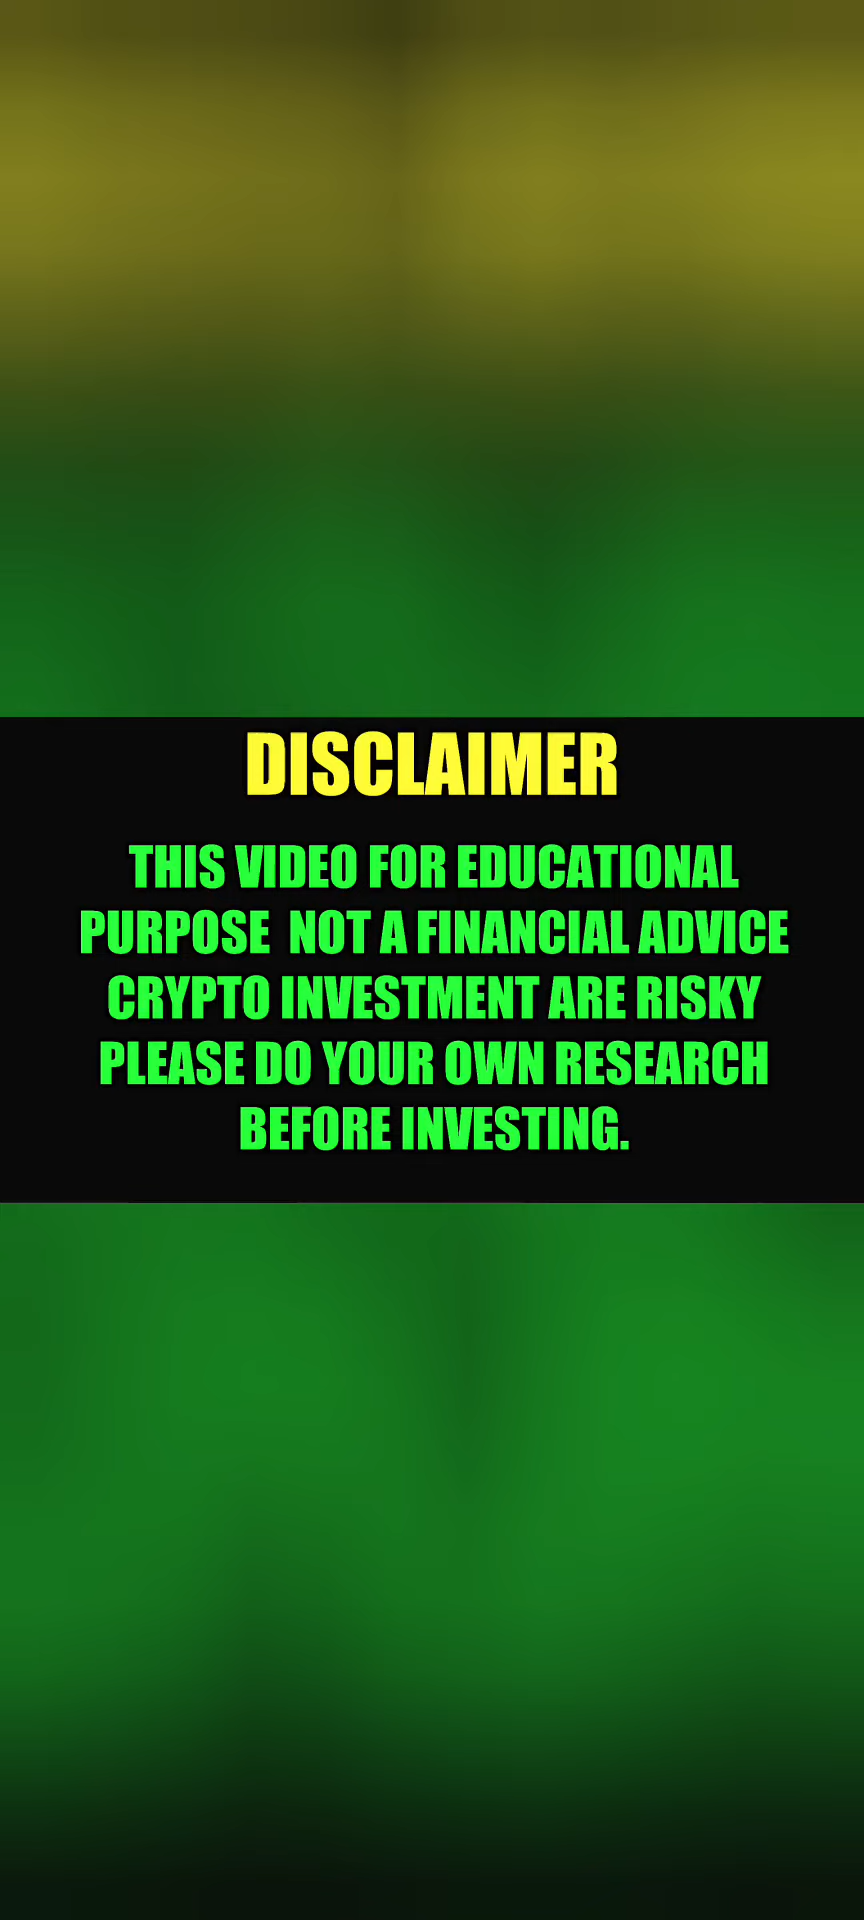 DISCLAIMER
THIS VIDEO FOR EDUCATIONAL
PURPOSE  NOT A FINANCIAL ADVICE
CRYPTO INVESTMENT ARE RISKY
PLEASE DO YOUR OWN RESEARCH
BEFORE INVESTING.